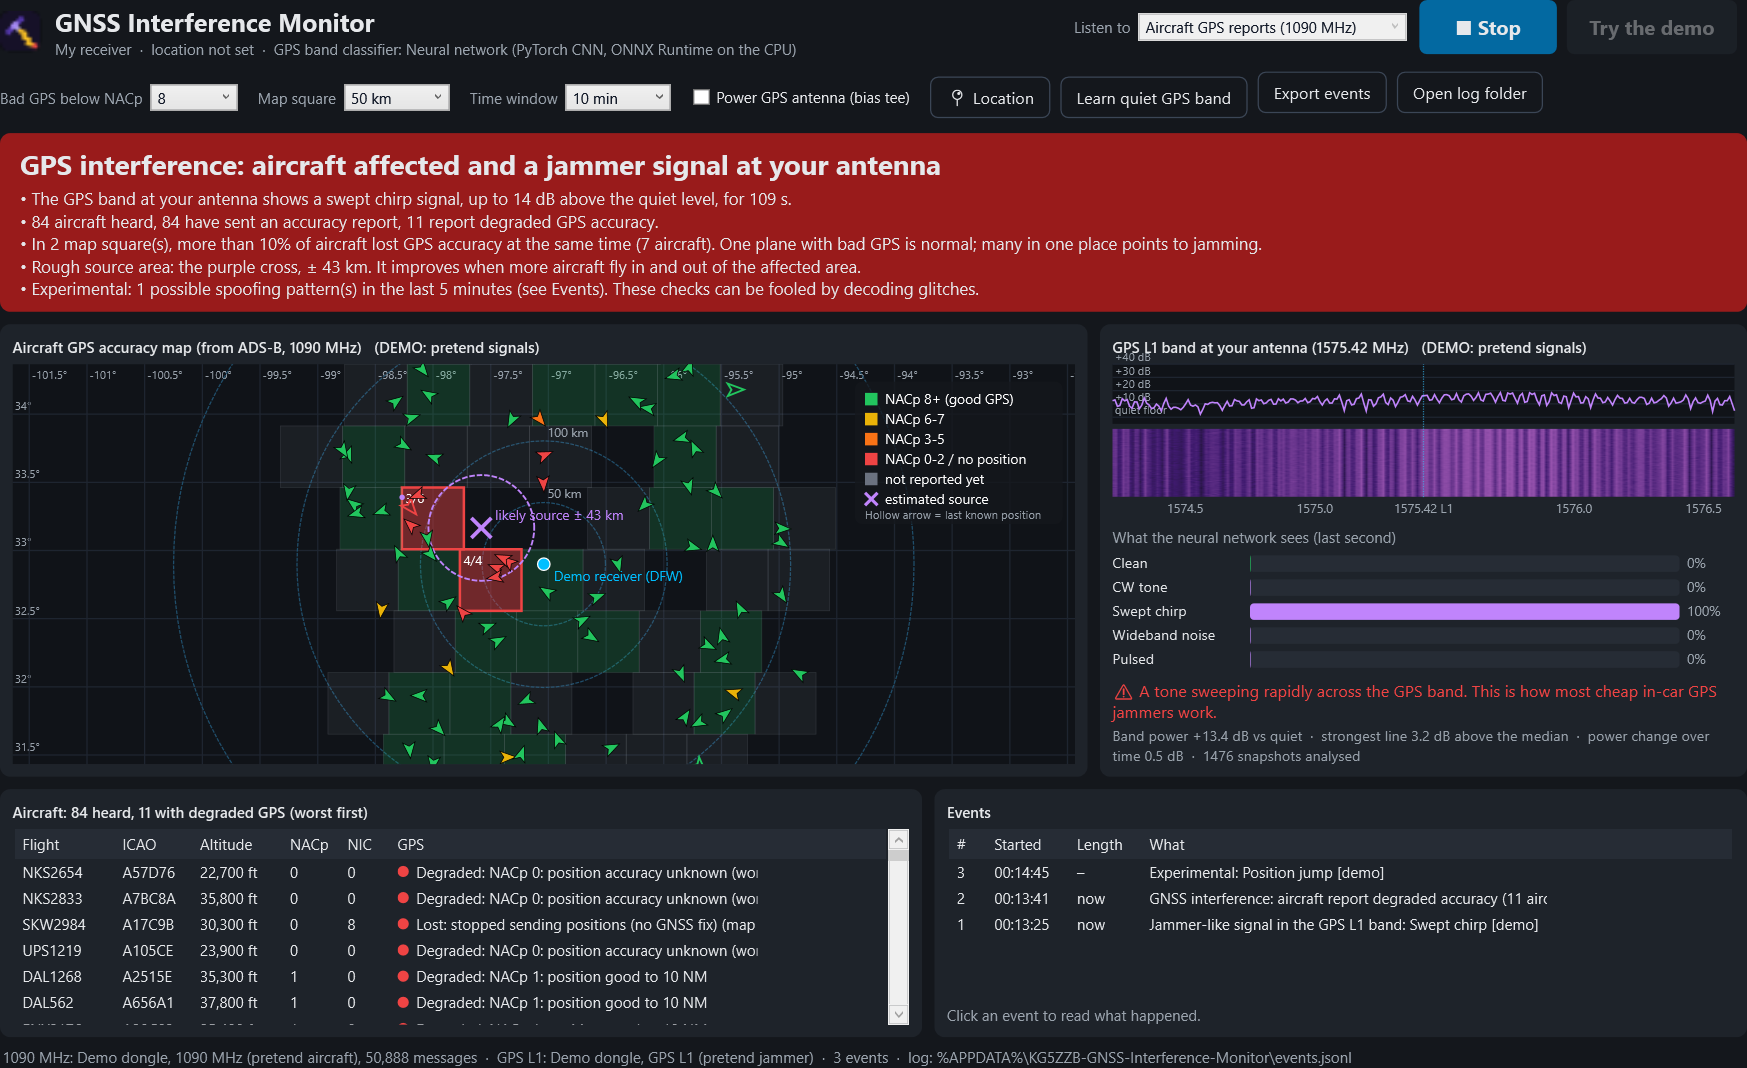 GNSS Interference Monitor
My receiver · location not set · GPS band classifier: Neural network (PyTorch CNN, ONNX Runtime on the CPU)
Listen to Aircraft GPS reports (1090 MHz) Stop Try the demo
Bad GPS below NACp 8 Map square 50 km Time window 10 min Power GPS antenna (bias tee) Location Learn quiet GPS band Export events Open log folder
GPS interference: aircraft affected and a jammer signal at your antenna
• The GPS band at your antenna shows a swept chirp signal, up to 14 dB above the quiet level, for 109 s.
• 84 aircraft heard, 84 have sent an accuracy report, 11 report degraded GPS accuracy.
• In 2 map square(s), more than 10% of aircraft lost GPS accuracy at the same time (7 aircraft). One plane with bad GPS is normal; many in one place points to jamming.
• Rough source area: the purple cross, ± 43 km. It improves when more aircraft fly in and out of the affected area.
• Experimental: 1 possible spoofing pattern(s) in the last 5 minutes (see Events). These checks can be fooled by decoding glitches.
Aircraft GPS accuracy map (from ADS-B, 1090 MHz) (DEMO: pretend signals)
-101.5° -101° -100.5° -100° -99.5° -99° -98.5° -98° -97.5° -97° -96.5° -95.5° -95° -94.5° -94° -93.5° -93°
34°
33.5°
33°
32.5°
32°
31.5°
100 km
50 km
likely source ± 43 km
4/4
Demo receiver (DFW)
NACp 8+ (good GPS)
NACp 6-7
NACp 3-5
NACp 0-2 / no position
not reported yet
estimated source
Hollow arrow = last known position
GPS L1 band at your antenna (1575.42 MHz) (DEMO: pretend signals)
+40 dB
+30 dB
+20 dB
+10 dB
quiet floor
1574.5 1575.0 1575.42 L1 1576.0 1576.5
What the neural network sees (last second)
Clean 0%
CW tone 0%
Swept chirp 100%
Wideband noise 0%
Pulsed 0%
⚠ A tone sweeping rapidly across the GPS band. This is how most cheap in-car GPS
jammers work.
Band power +13.4 dB vs quiet · strongest line 3.2 dB above the median · power change over
time 0.5 dB · 1476 snapshots analysed
Aircraft: 84 heard, 11 with degraded GPS (worst first)
Flight ICAO Altitude NACp NIC GPS
NKS2654 A57D76 22,700 ft 0 0 Degraded: NACp 0: position accuracy unknown (wor
NKS2833 A7BC8A 35,800 ft 0 0 Degraded: NACp 0: position accuracy unknown (wor
SKW2984 A17C9B 30,300 ft 0 8 Lost: stopped sending positions (no GNSS fix) (map
UPS1219 A105CE 23,900 ft 0 0 Degraded: NACp 0: position accuracy unknown (wor
DAL1268 A2515E 35,300 ft 1 0 Degraded: NACp 1: position good to 10 NM
DAL562 A656A1 37,800 ft 1 0 Degraded: NACp 1: position good to 10 NM
Events
# Started Length What
3 00:14:45 – Experimental: Position jump [demo]
2 00:13:41 now GNSS interference: aircraft report degraded accuracy (11 airc
1 00:13:25 now Jammer-like signal in the GPS L1 band: Swept chirp [demo]
Click an event to read what happened.
1090 MHz: Demo dongle, 1090 MHz (pretend aircraft), 50,888 messages · GPS L1: Demo dongle, GPS L1 (pretend jammer) · 3 events · log: %APPDATA%\KG5ZZB-GNSS-Interference-Monitor\events.jsonl